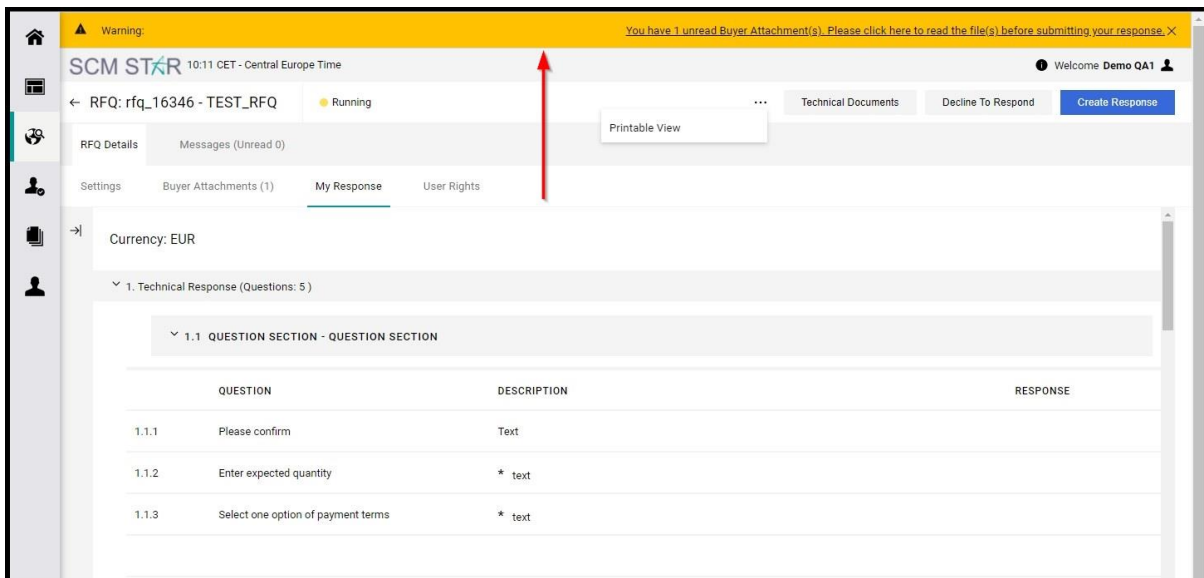 Warning:
You have 1 unread Buyer Attachment(s). Please click here to read the file(s) before submitting your response.
SCM STAR 10:11 CET - Central Europe Time
Welcome Demo QA1
RFQ: rfq_16346 - TEST_RFQ
Running
Technical Documents
Decline To Respond
Create Response
Printable View
RFQ Details
Messages (Unread 0)
Settings
Buyer Attachments (1)
My Response
User Rights
Currency: EUR
1. Technical Response (Questions: 5 )
1.1 QUESTION SECTION - QUESTION SECTION
QUESTION DESCRIPTION RESPONSE
1.1.1 Please confirm Text
1.1.2 Enter expected quantity * text
1.1.3 Select one option of payment terms * text